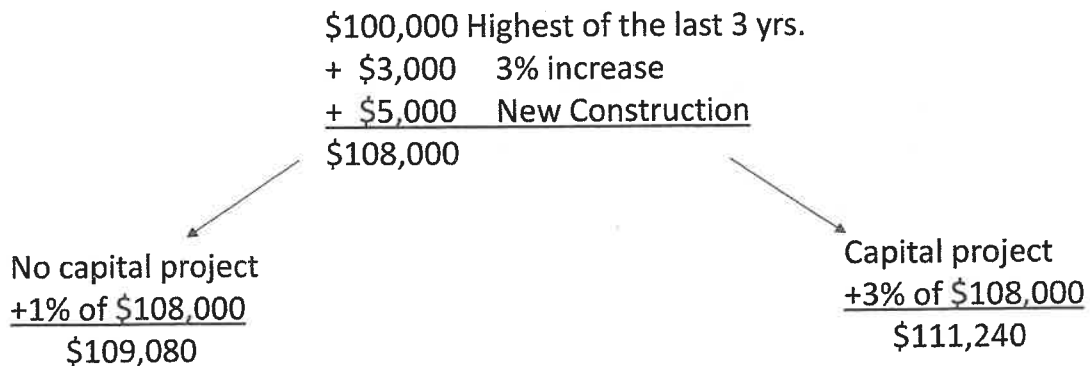 $100,000 Highest of the last 3 yrs.
+ $3,000 3% increase
+ $5,000 New Construction
$108,000
No capital project
+1% of $108,000
$109,080
Capital project
+3% of $108,000
$111,240